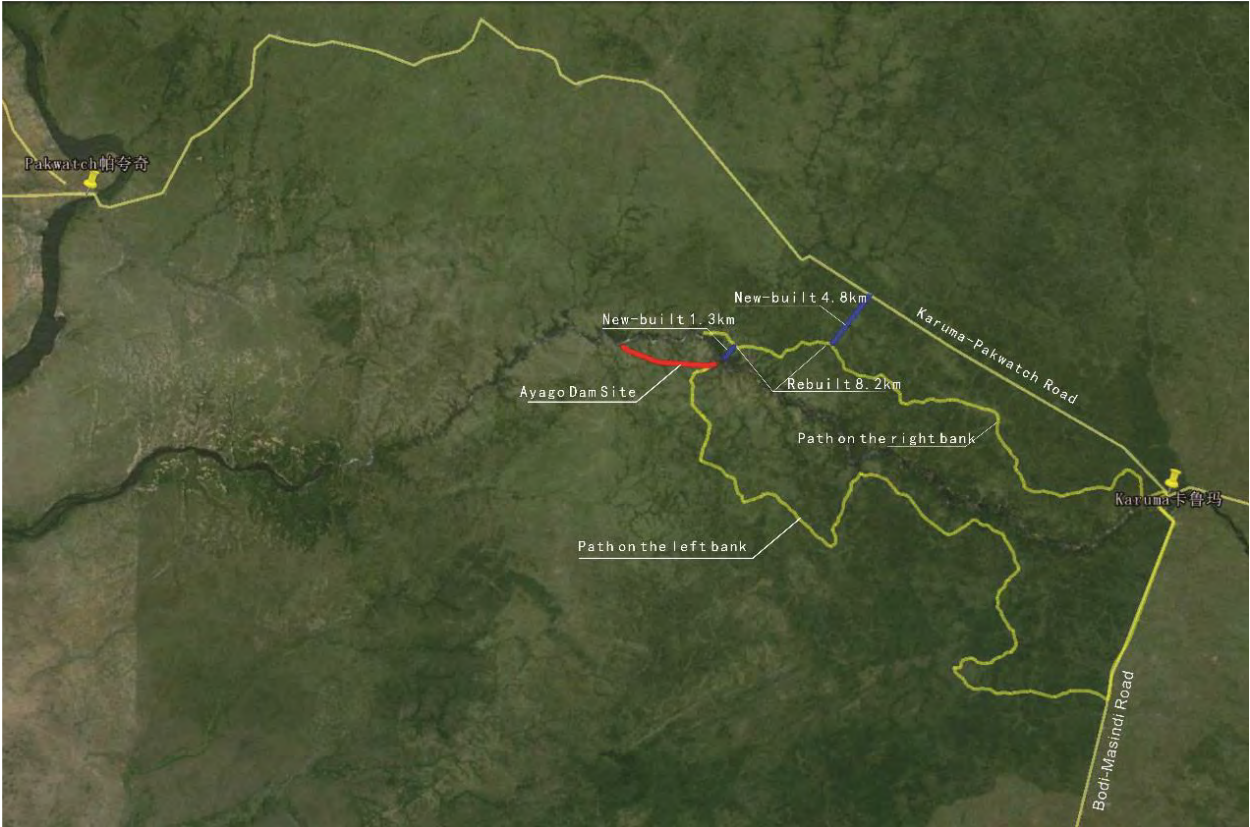 Pakwatch帕夸奇
New-built 4.8km
New-built 1.3km
Karuma-Pakwatch Road
Ayago Dam Site
Rebuilt 8.2km
Path on the right bank
Karuma卡鲁玛
Path on the left bank
Bodi-Masindi Road